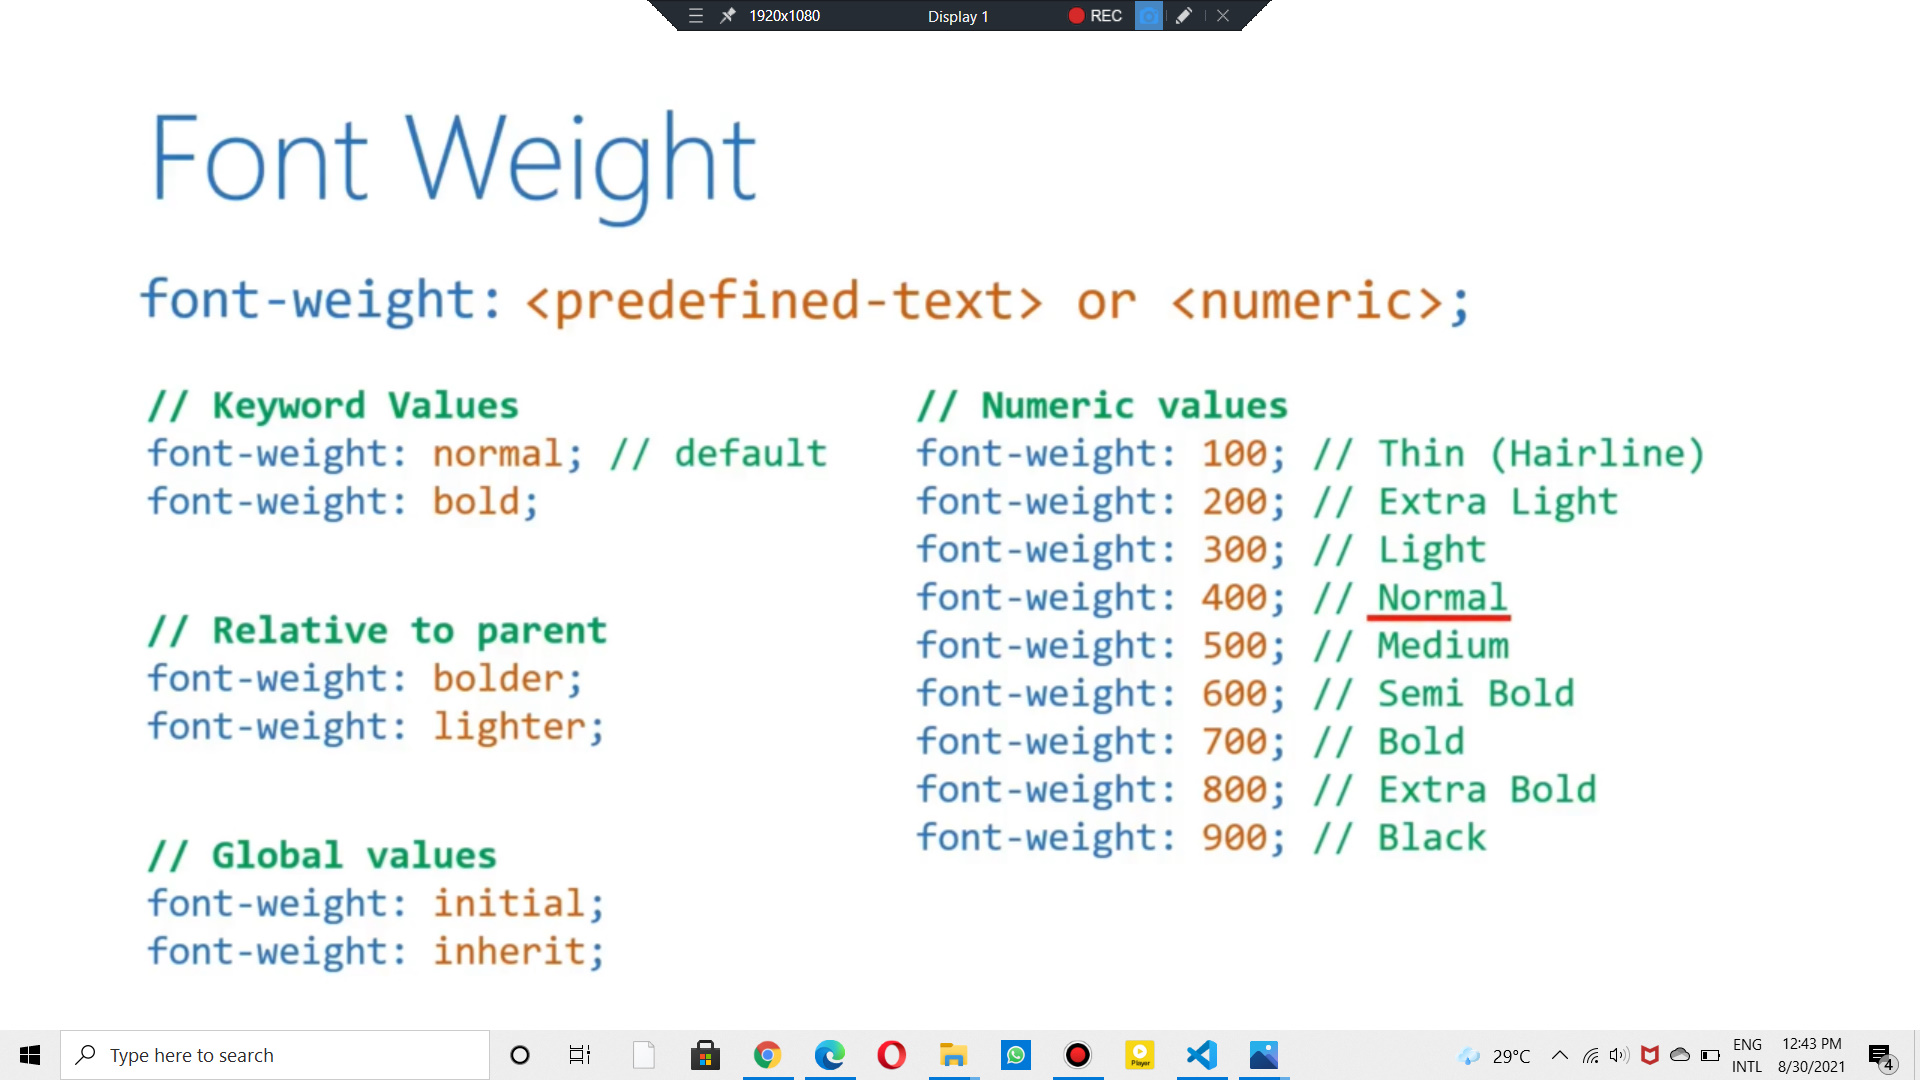 1920x1080 Display 1 REC
Font Weight
font-weight: <predefined-text> or <numeric>;
// Keyword Values
font-weight: normal; // default
font-weight: bold;
// Relative to parent
font-weight: bolder;
font-weight: lighter;
// Global values
font-weight: initial;
font-weight: inherit;
// Numeric values
font-weight: 100; // Thin (Hairline)
font-weight: 200; // Extra Light
font-weight: 300; // Light
font-weight: 400; // Normal
font-weight: 500; // Medium
font-weight: 600; // Semi Bold
font-weight: 700; // Bold
font-weight: 800; // Extra Bold
font-weight: 900; // Black
Type here to search
Player
29°C
ENG
INTL
12:43 PM
8/30/2021
4